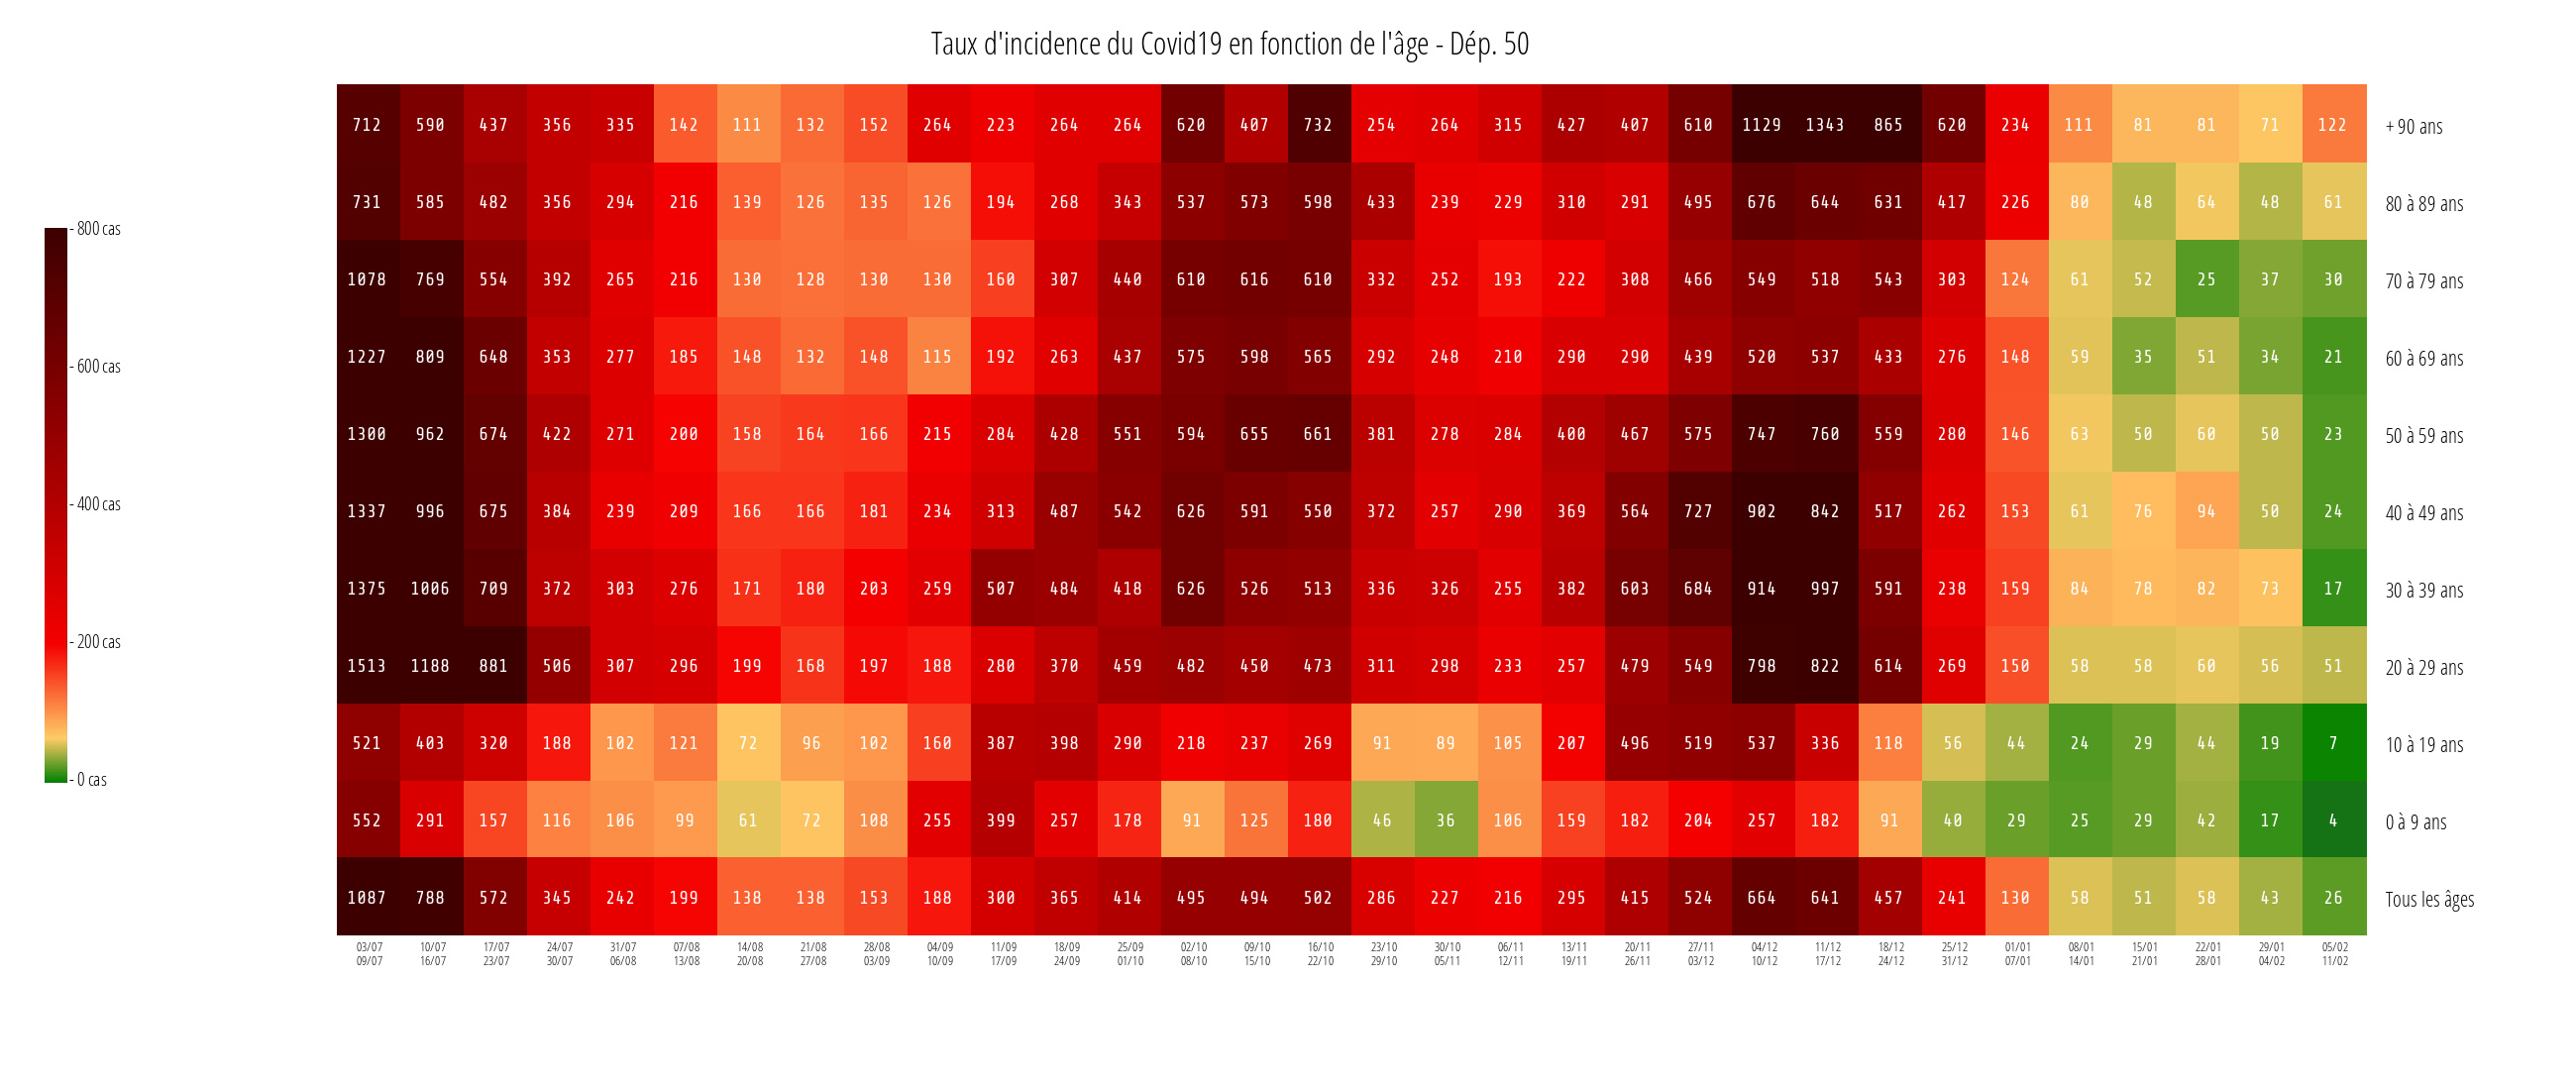 Taux d'incidence du Covid19 en fonction de l'âge - Dép. 50
- 800 cas
- 600 cas
- 400 cas
- 200 cas
- 0 cas
712 590 437 356 335 142 111 132 152 264 223 264 264 620 407 732 254 264 315 427 407 610 1129 1343 865 620 234 111 81 81 71 122 + 90 ans
731 585 482 356 294 216 139 126 135 126 194 268 343 537 573 598 433 239 229 310 291 495 676 644 631 417 226 80 48 64 48 61 80 à 89 ans
1078 769 554 392 265 216 130 128 130 130 160 307 440 610 616 610 332 252 193 222 308 466 549 518 543 303 124 61 52 25 37 30 70 à 79 ans
1227 809 648 353 277 185 148 132 148 115 192 263 437 575 598 565 292 248 210 290 290 439 520 537 433 276 148 59 35 51 34 21 60 à 69 ans
1300 962 674 422 271 200 158 164 166 215 284 428 551 594 655 661 381 278 284 400 467 575 747 760 559 280 146 63 50 60 50 23 50 à 59 ans
1337 996 675 384 239 209 166 166 181 234 313 487 542 626 591 550 372 257 290 369 564 727 902 842 517 262 153 61 76 94 50 24 40 à 49 ans
1375 1006 709 372 303 276 171 180 203 259 507 484 418 626 526 513 336 326 255 382 603 684 914 997 591 238 159 84 78 82 73 17 30 à 39 ans
1513 1188 881 506 307 296 199 168 197 188 280 370 459 482 450 473 311 298 233 257 479 549 798 822 614 269 150 58 58 60 56 51 20 à 29 ans
521 403 320 188 102 121 72 96 102 160 387 398 290 218 237 269 91 89 105 207 496 519 537 336 118 56 44 24 29 44 19 7 10 à 19 ans
552 291 157 116 106 99 61 72 108 255 399 257 178 91 125 180 46 36 106 159 182 204 257 182 91 40 29 25 29 42 17 4 0 à 9 ans
1087 788 572 345 242 199 138 138 153 188 300 365 414 495 494 502 286 227 216 295 415 524 664 641 457 241 130 58 51 58 43 26 Tous les âges
03/07 10/07 17/07 24/07 31/07 07/08 14/08 21/08 28/08 04/09 11/09 18/09 25/09 02/10 09/10 16/10 23/10 30/10 06/11 13/11 20/11 27/11 04/12 11/12 18/12 25/12 01/01 08/01 15/01 22/01 29/01 05/02
09/07 16/07 23/07 30/07 06/08 13/08 20/08 27/08 03/09 10/09 17/09 24/09 01/10 08/10 15/10 22/10 29/10 05/11 12/11 19/11 26/11 03/12 10/12 17/12 24/12 31/12 07/01 14/01 21/01 28/01 04/02 11/02